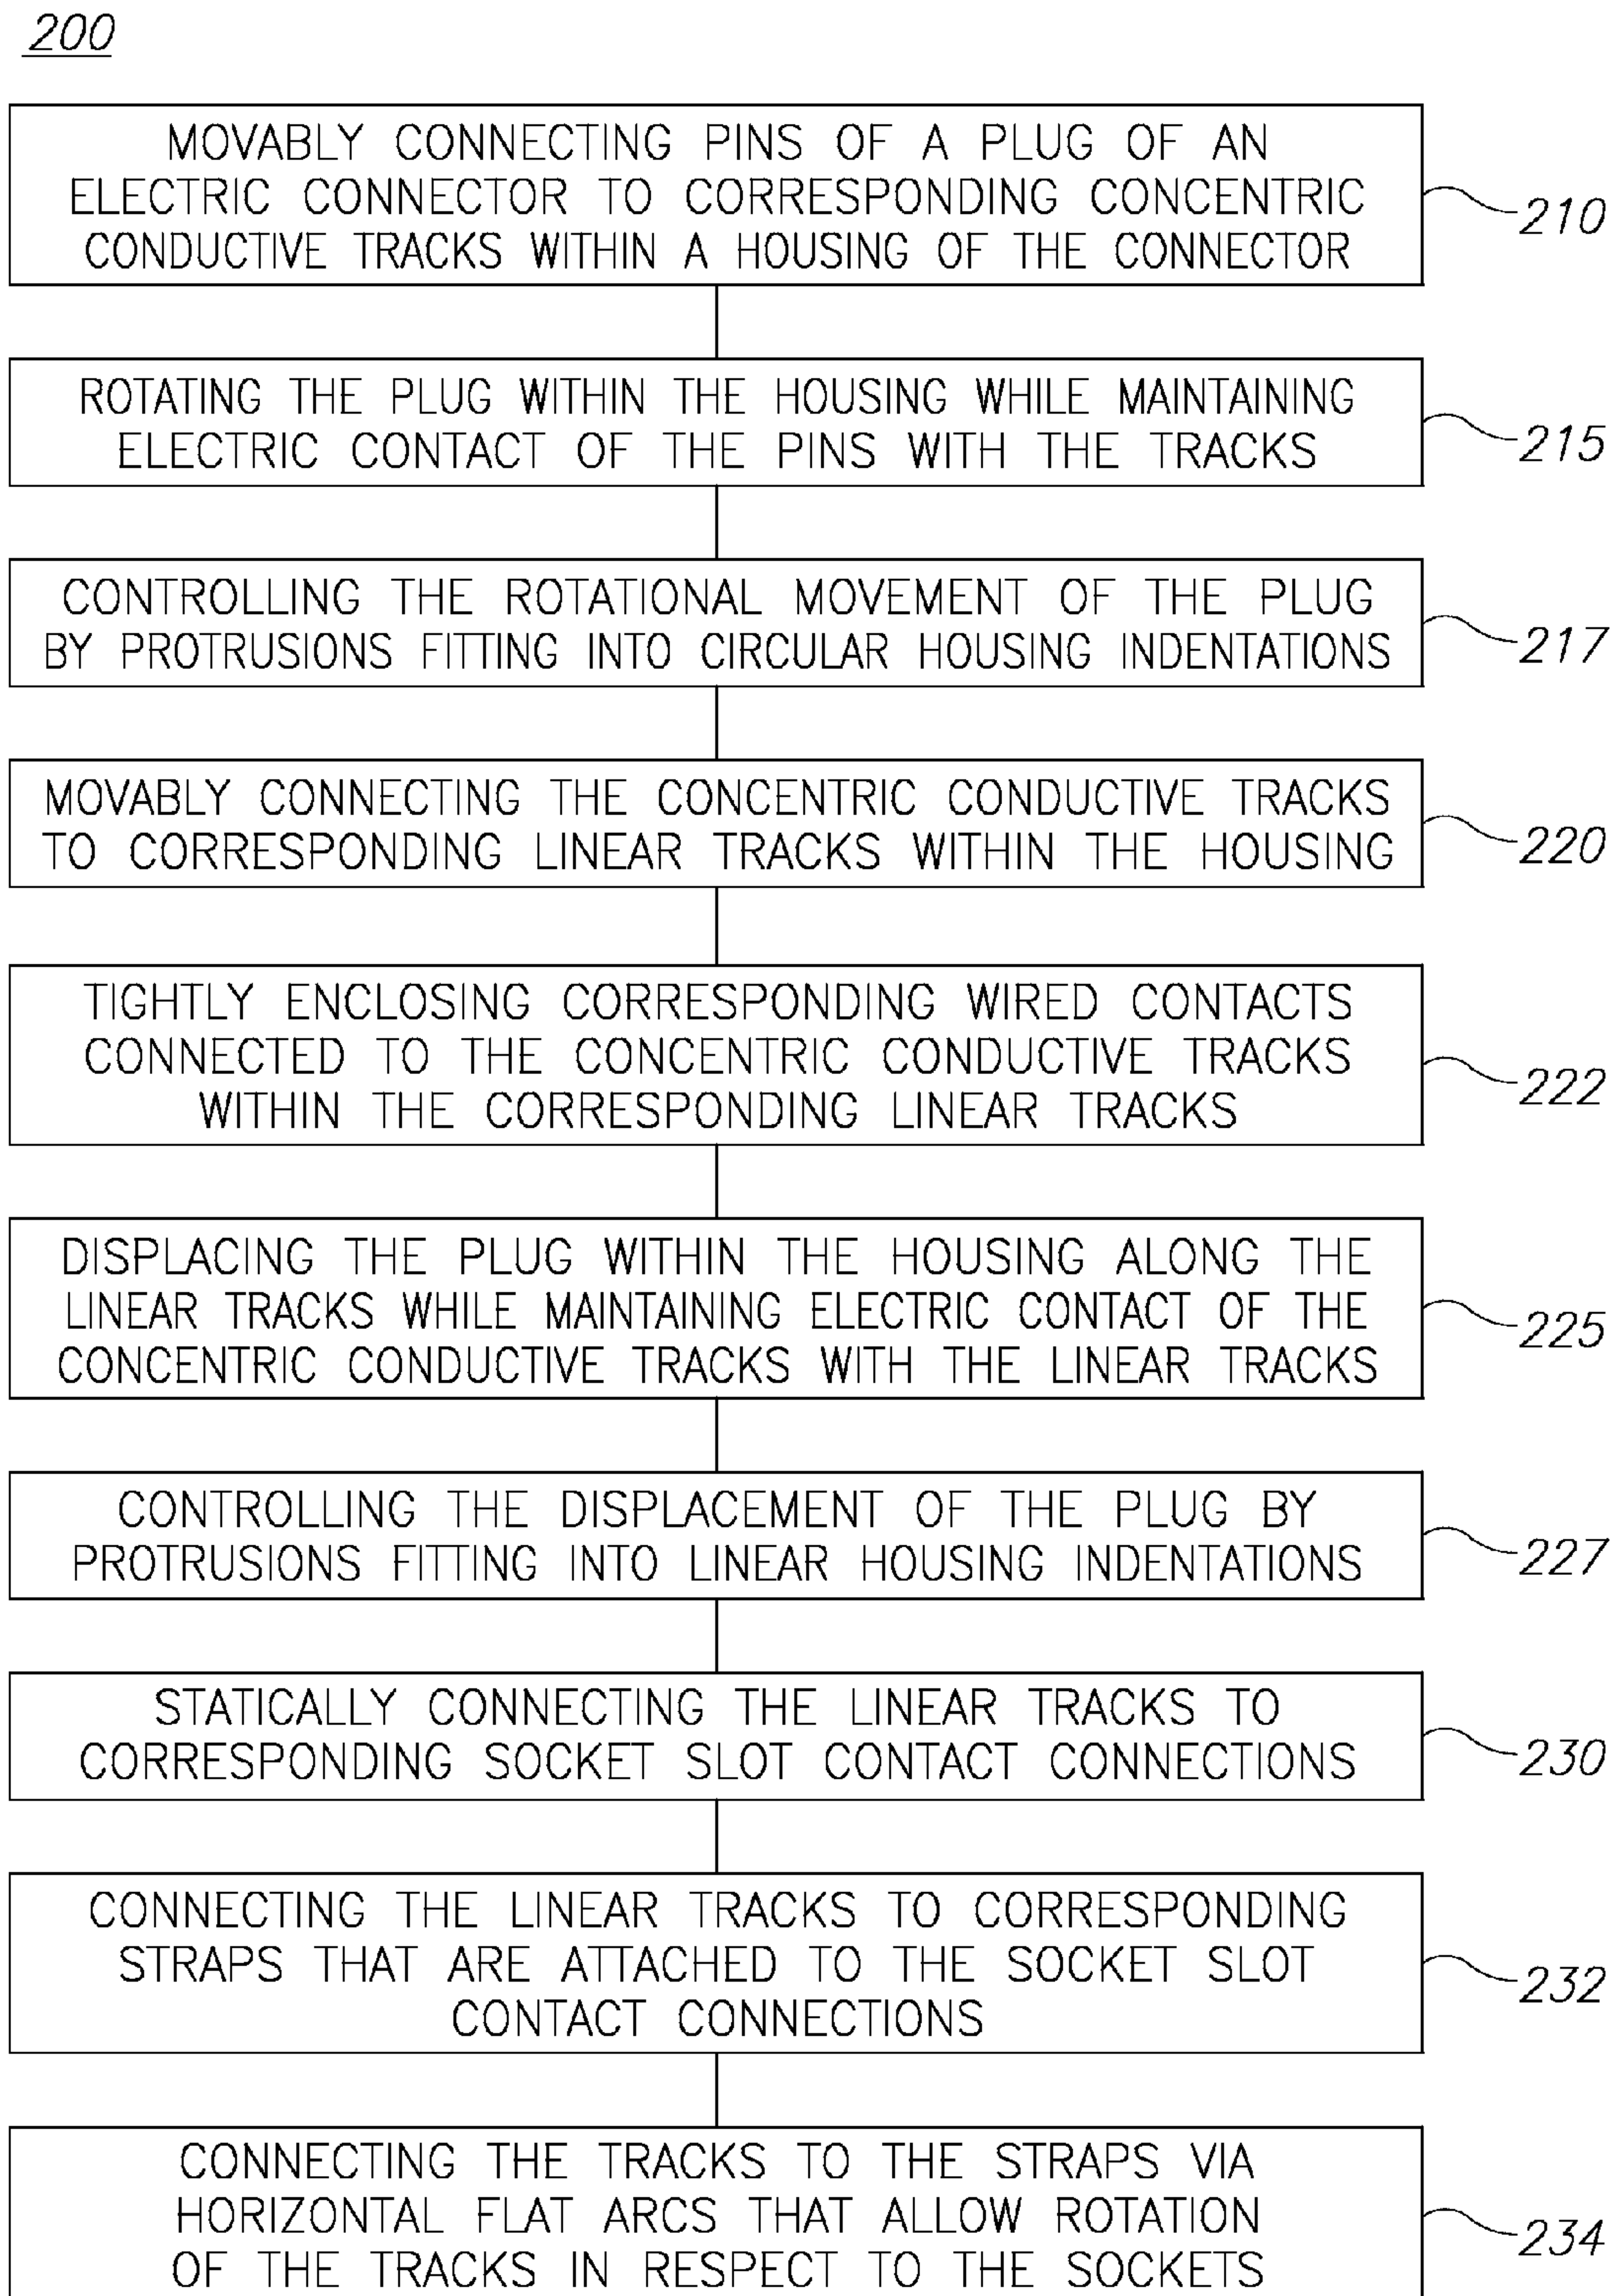 200
MOVABLY CONNECTING PINS OF A PLUG OF AN
ELECTRIC CONNECTOR TO CORRESPONDING CONCENTRIC
CONDUCTIVE TRACKS WITHIN A HOUSING OF THE CONNECTOR
210
ROTATING THE PLUG WITHIN THE HOUSING WHILE MAINTAINING
ELECTRIC CONTACT OF THE PINS WITH THE TRACKS
215
CONTROLLING THE ROTATIONAL MOVEMENT OF THE PLUG
BY PROTRUSIONS FITTING INTO CIRCULAR HOUSING INDENTATIONS
217
MOVABLY CONNECTING THE CONCENTRIC CONDUCTIVE TRACKS
TO CORRESPONDING LINEAR TRACKS WITHIN THE HOUSING
220
TIGHTLY ENCLOSING CORRESPONDING WIRED CONTACTS
CONNECTED TO THE CONCENTRIC CONDUCTIVE TRACKS
WITHIN THE CORRESPONDING LINEAR TRACKS
222
DISPLACING THE PLUG WITHIN THE HOUSING ALONG THE
LINEAR TRACKS WHILE MAINTAINING ELECTRIC CONTACT OF THE
CONCENTRIC CONDUCTIVE TRACKS WITH THE LINEAR TRACKS
225
CONTROLLING THE DISPLACEMENT OF THE PLUG BY
PROTRUSIONS FITTING INTO LINEAR HOUSING INDENTATIONS
227
STATICALLY CONNECTING THE LINEAR TRACKS TO
CORRESPONDING SOCKET SLOT CONTACT CONNECTIONS
230
CONNECTING THE LINEAR TRACKS TO CORRESPONDING
STRAPS THAT ARE ATTACHED TO THE SOCKET SLOT
CONTACT CONNECTIONS
232
CONNECTING THE TRACKS TO THE STRAPS VIA
HORIZONTAL FLAT ARCS THAT ALLOW ROTATION
OF THE TRACKS IN RESPECT TO THE SOCKETS
234